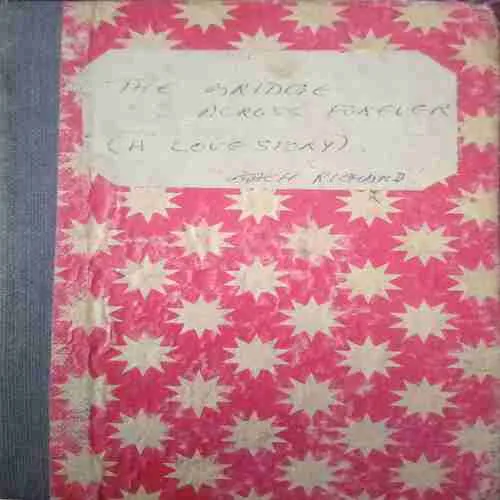 THE BRIDGE
ACROSS FOREVER
(A LOVE STORY).
BACH RICHARD